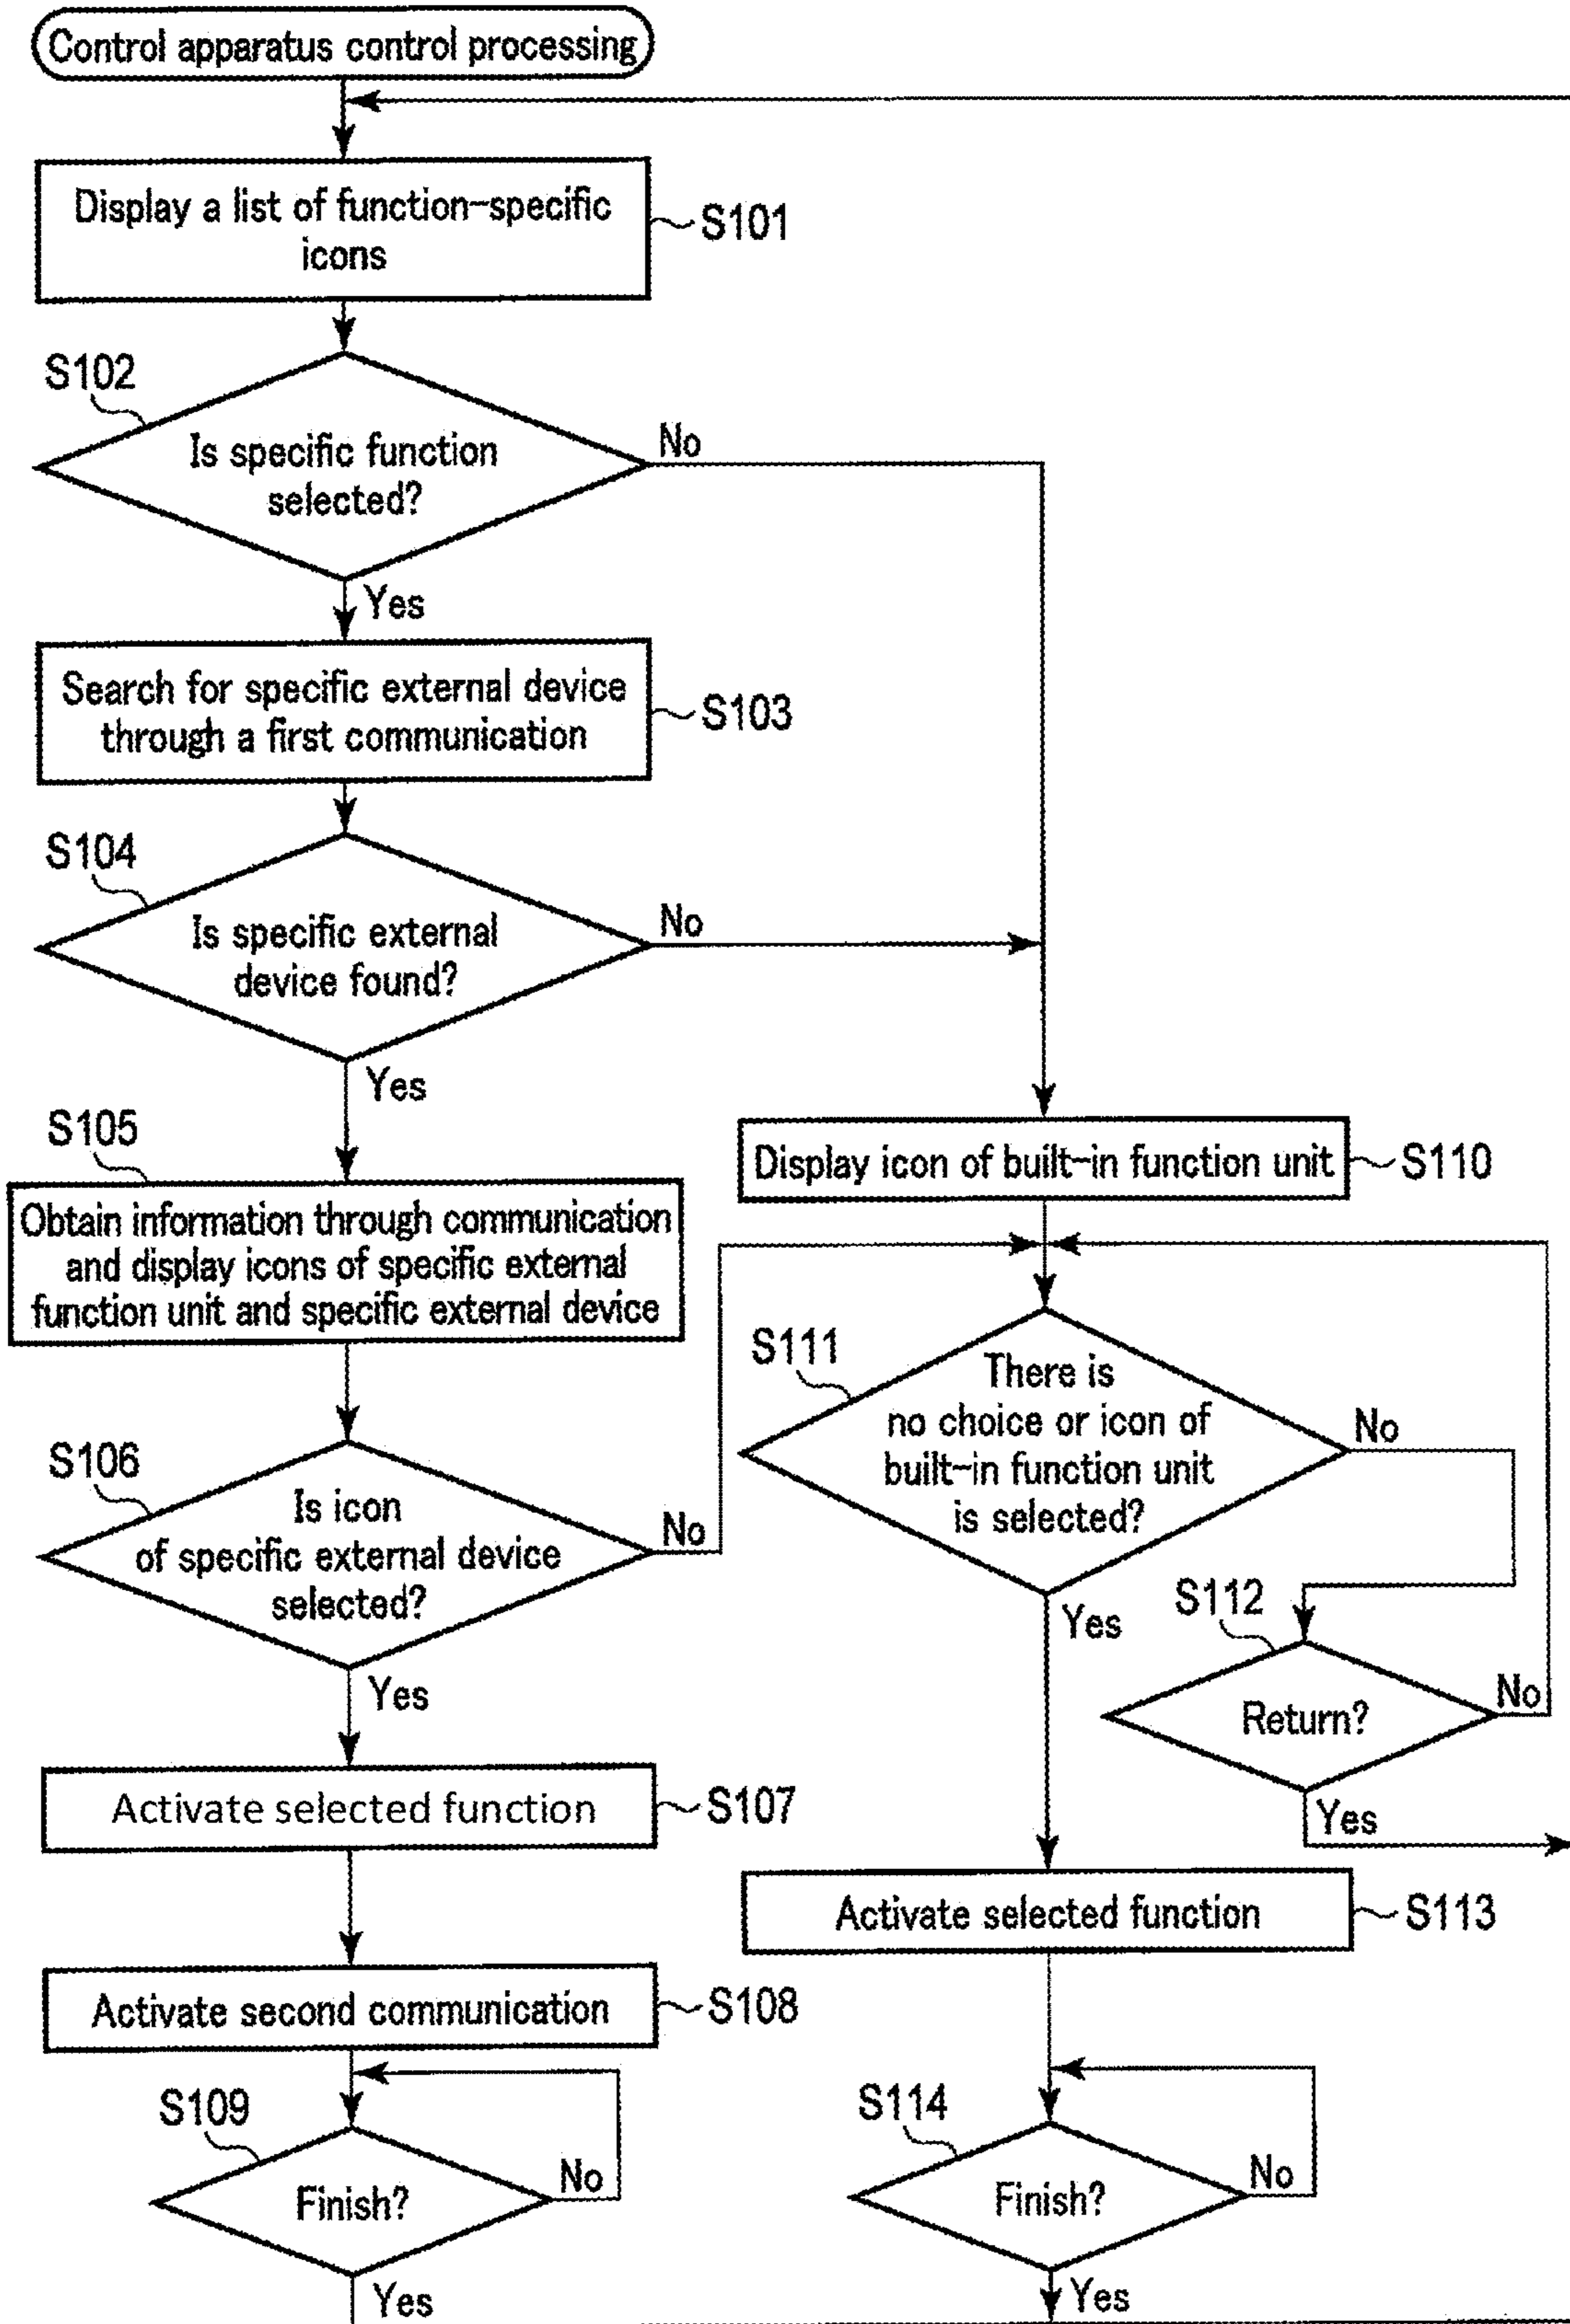 Control apparatus control processing
Display a list of function-specific
icons
S101
S102
Is specific function
selected?
No
Yes
Search for specific external device
through a first communication
S103
S104
Is specific external
device found?
No
Yes
S105
Obtain information through communication
and display icons of specific external
function unit and specific external device
S106
Is icon
of specific external device
selected?
No
Yes
Activate selected function
S107
Activate second communication
S108
S109
Finish?
No
Yes
Display icon of built-in function unit
S110
S111
There is
no choice or icon of
built-in function unit
is selected?
No
Yes
S112
Return?
No
Yes
Activate selected function
S113
S114
Finish?
No
Yes